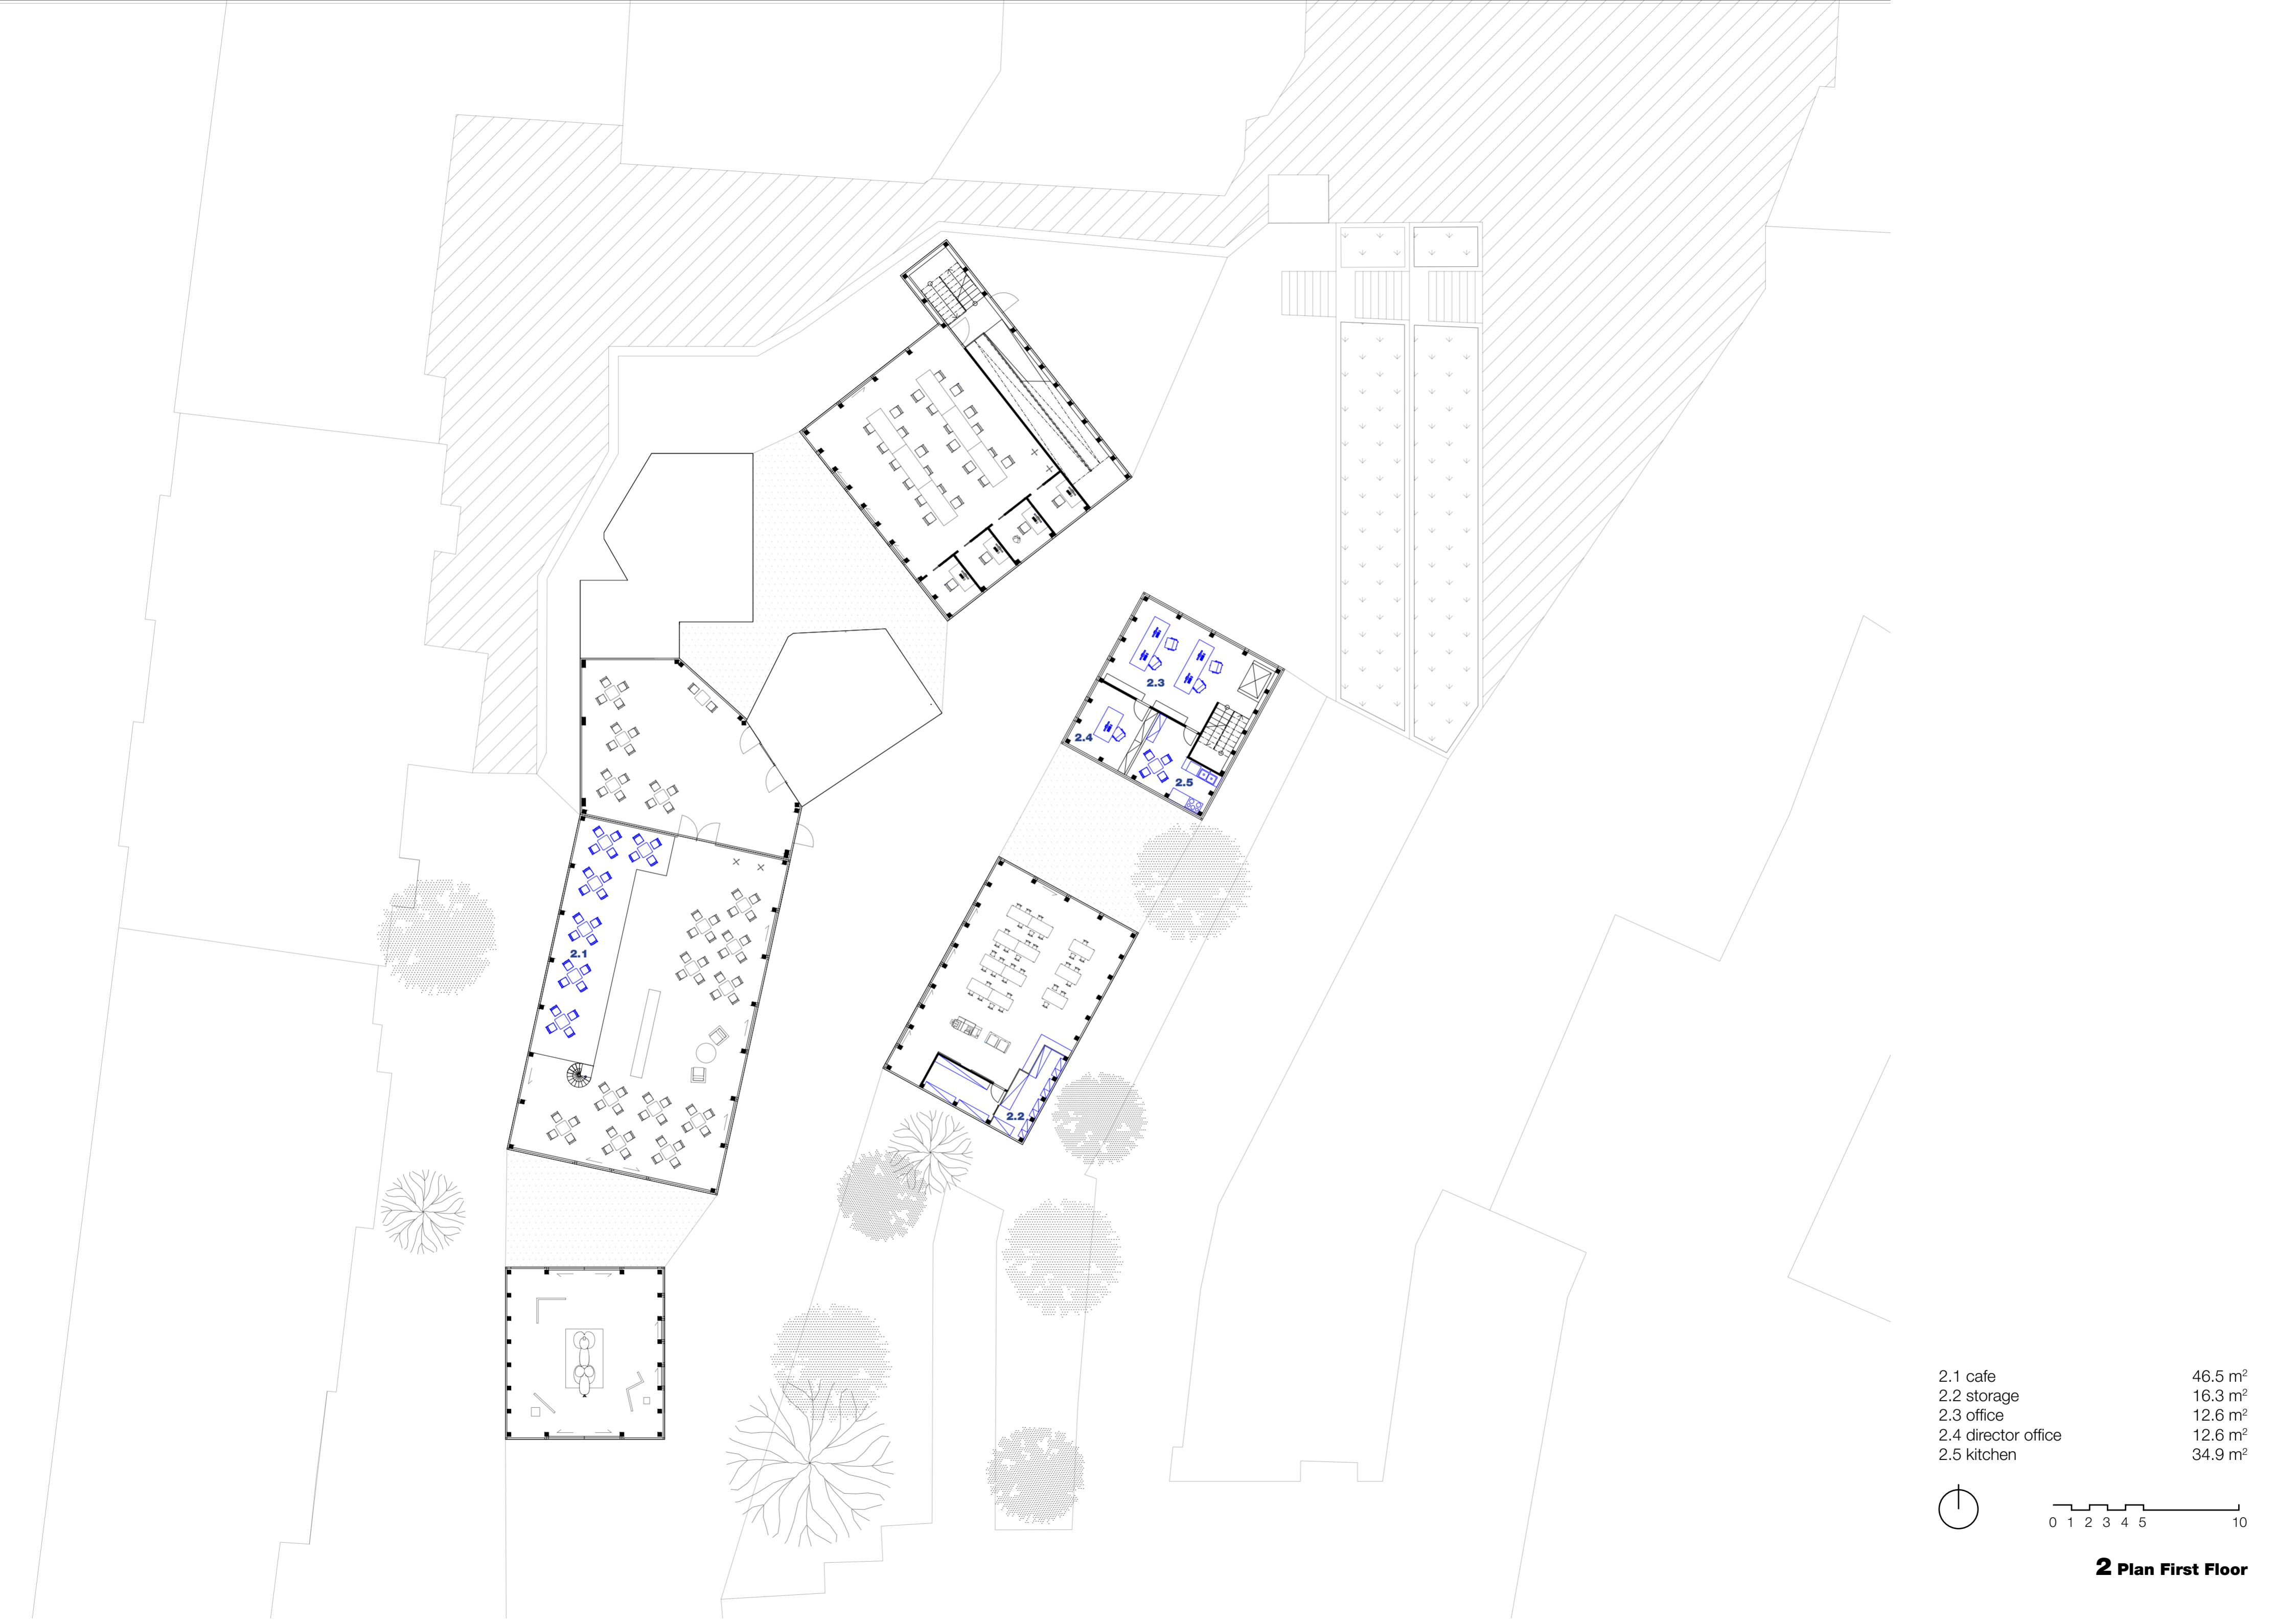 2.3
2.4
2.5
2.1
2.2
2.1 cafe 46.5 m²
2.2 storage 16.3 m²
2.3 office 12.6 m²
2.4 director office 12.6 m²
2.5 kitchen 34.9 m²
0 1 2 3 4 5 10
2 Plan First Floor